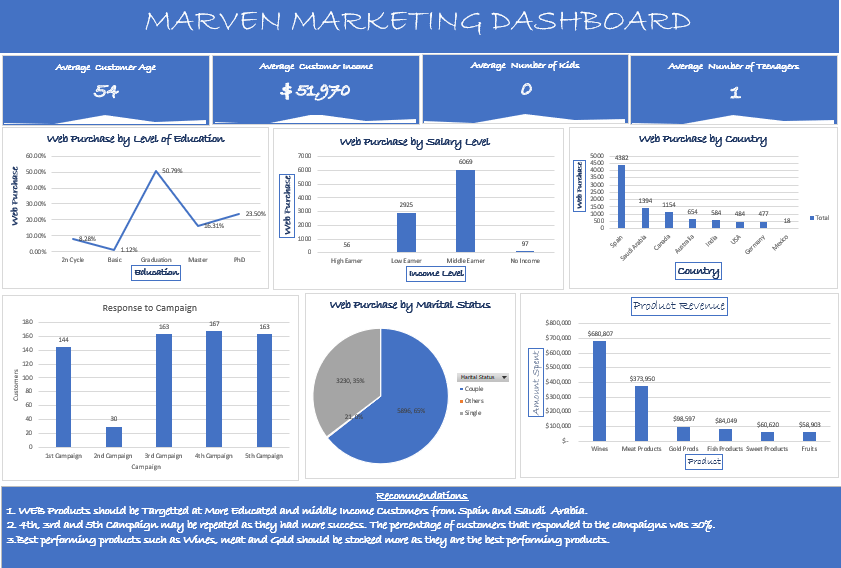 MARVEN MARKETING DASHBOARD
Average Customer Age
54
Average Customer Income
$ 51,970
Average Number of Kids
0
Average Number of Teenagers
1
Web Purchase by Level of Education
Web Purchase
60.00%
50.00%
40.00%
30.00%
20.00%
10.00%
0.00%
8.28%
1.12%
50.79%
16.31%
23.50%
2n Cycle Basic Graduation Master PhD
Education
Web Purchase by Salary Level
Web Purchase
7000
6000
5000
4000
3000
2000
1000
0
56
2925
6069
97
High Earner Low Earner Middle Earner No Income
Income Level
Web Purchase by Country
Web Purchase
5000
4500
4000
3500
3000
2500
2000
1500
1000
500
0
4382
1394
1154
654
584
484
477
18
Spain Saudi Arabia Canada Australia India USA Germany Mexico
Total
Country
Response to Campaign
Customers
180
160
140
120
100
80
60
40
20
0
144
30
163
167
163
1st Campaign 2nd Campaign 3rd Campaign 4th Campaign 5th Campaign
Campaign
Web Purchase by Marital Status
3230, 35%
5896, 65%
Marital Status
Couple
Others
Single
Product Revenue
Amount Spent
$800,000
$700,000
$600,000
$500,000
$400,000
$300,000
$200,000
$100,000
$-
$680,807
$373,950
$98,597
$84,049
$60,620
$58,903
Wines Meat Products Gold Prods Fish Products Sweet Products Fruits
Product
Recommendations
1. WEB Products should be Targetted at More Educated and middle Income Customers from Spain and Saudi Arabia.
2. 4th, 3rd and 5th Campaign may be repeated as they had more success. The percentage of customers that responded to the campaigns was 30%.
3.Best performing products such as Wines, meat and Gold should be stocked more as they are the best performing products.